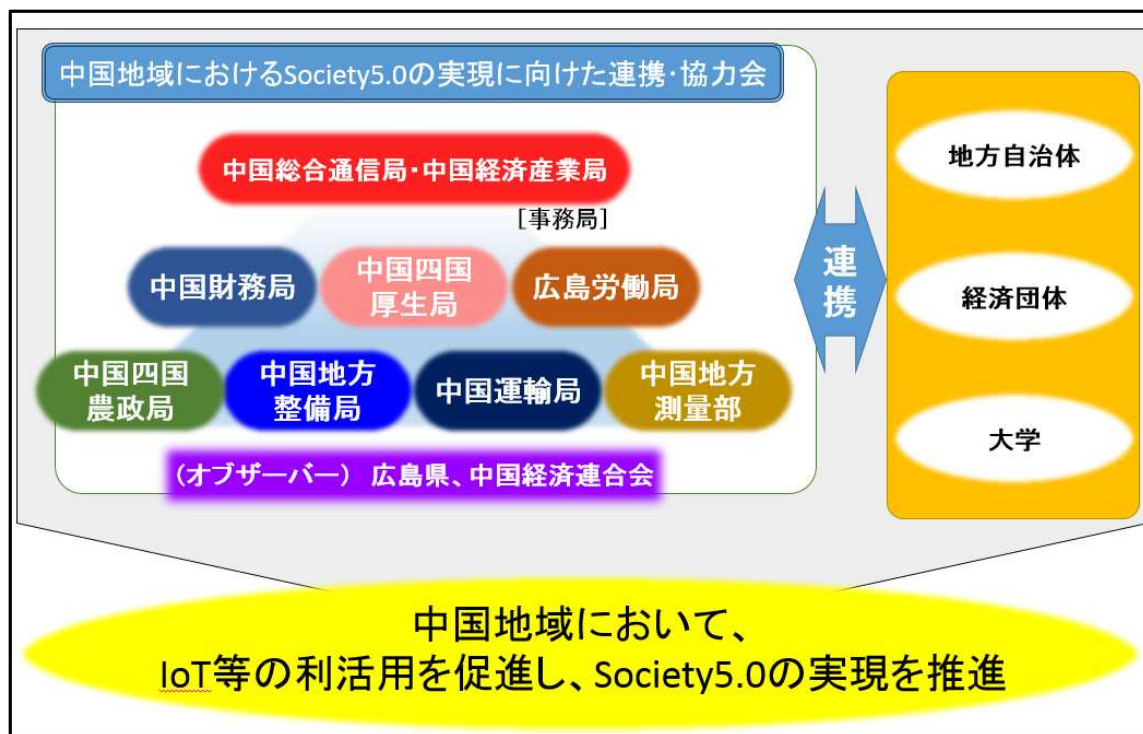 中国地域におけるSociety5.0の実現に向けた連携・協力会
中国総合通信局・中国経済産業局
[事務局]
中国財務局
中国四国
厚生局
広島労働局
中国四国
農政局
中国地方
整備局
中国運輸局
中国地方
測量部
(オブザーバー) 広島県、中国経済連合会
連
携
地方自治体
経済団体
大学
中国地域において、
IoT等の利活用を促進し、Society5.0の実現を推進